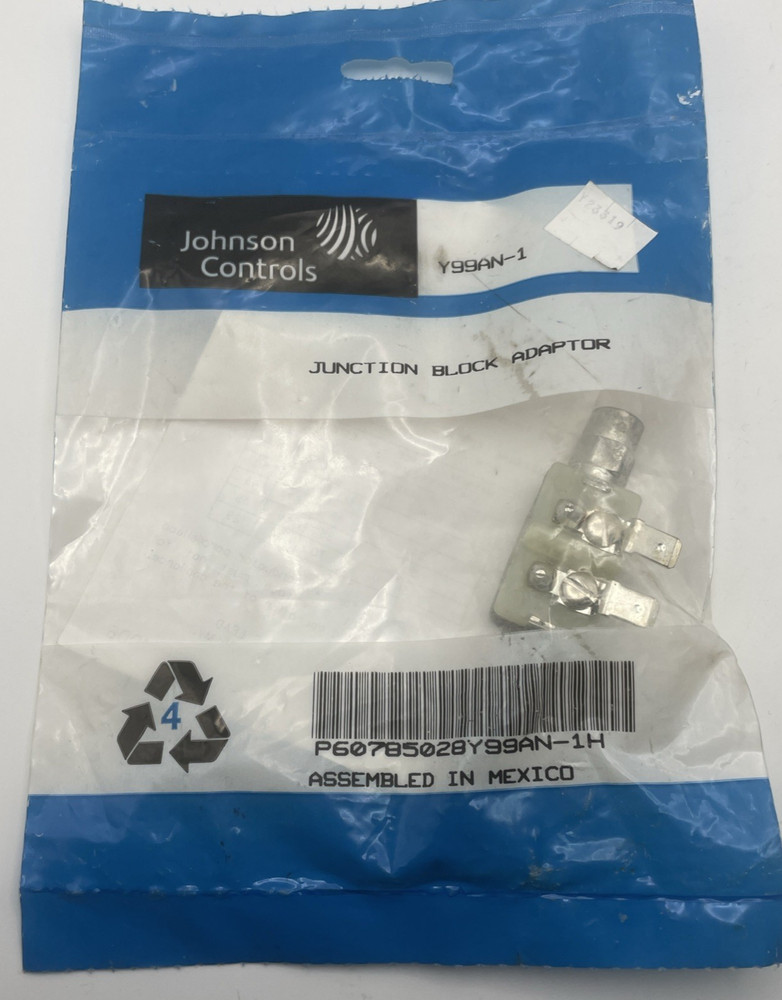 Johnson
Controls
Y99AN-1
JUNCTION BLOCK ADAPTOR
4
P60785028Y99AN-1H
ASSEMBLED IN MEXICO